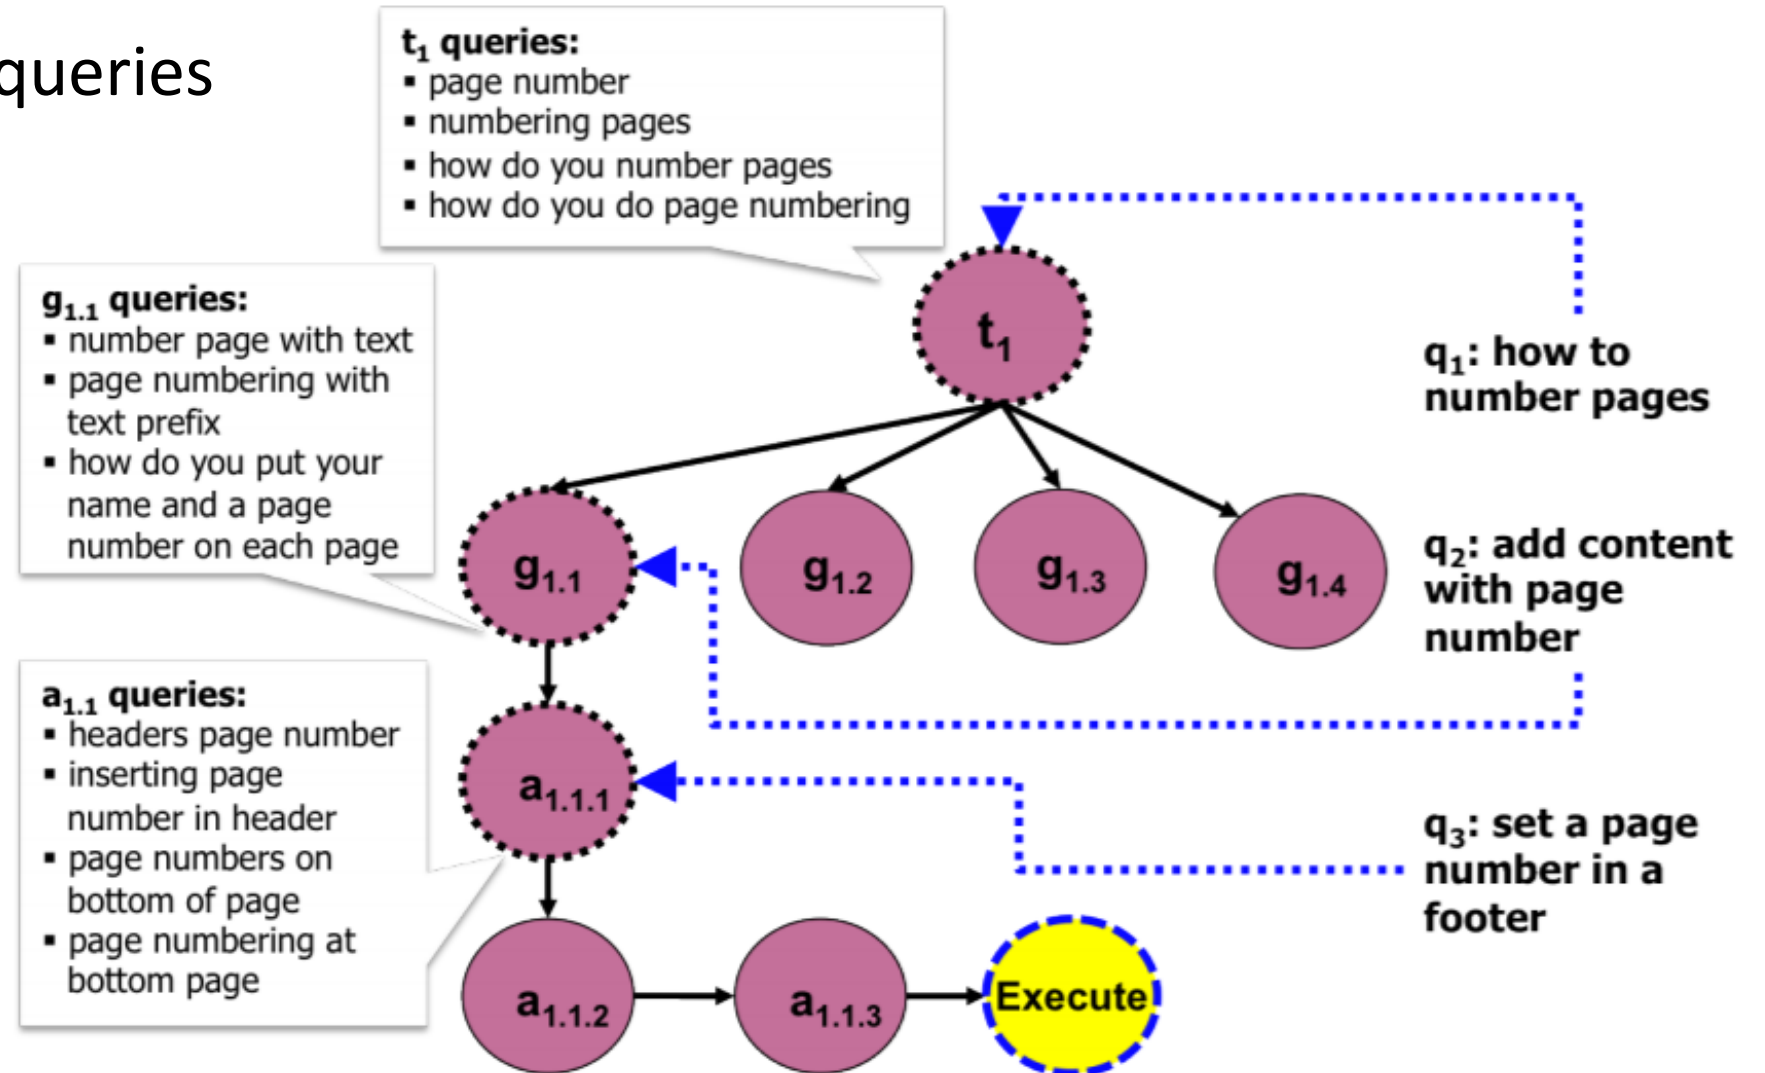 queries
t1 queries:
▪ page number
▪ numbering pages
▪ how do you number pages
▪ how do you do page numbering
g1.1 queries:
▪ number page with text
▪ page numbering with
text prefix
▪ how do you put your
name and a page
number on each page
a1.1 queries:
▪ headers page number
▪ inserting page
number in header
▪ page numbers on
bottom of page
▪ page numbering at
bottom page
t1
g1.1
g1.2
g1.3
g1.4
a1.1.1
a1.1.2
a1.1.3
Execute
q1: how to
number pages
q2: add content
with page
number
q3: set a page
number in a
footer